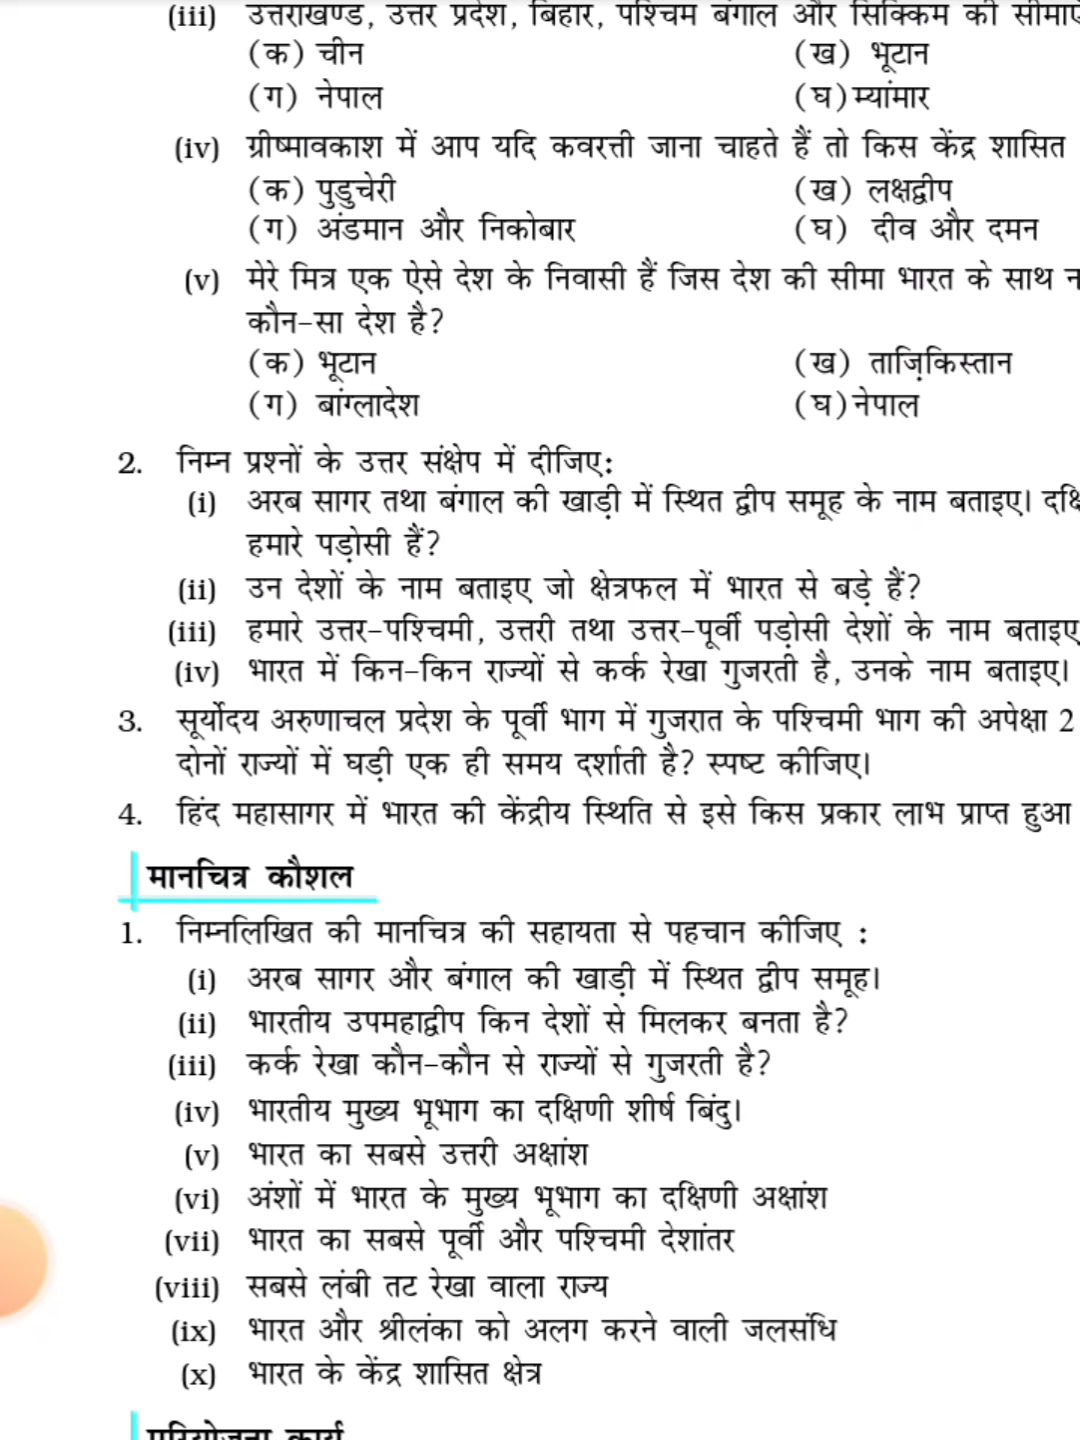 (iii) उत्तराखण्ड, उत्तर प्रदेश, बिहार, पश्चिम बंगाल और सिक्किम की सीमाएँ
(क) चीन (ख) भूटान
(ग) नेपाल (घ) म्यांमार
(iv) ग्रीष्मावकाश में आप यदि कवरत्ती जाना चाहते हैं तो किस केंद्र शासित
(क) पुडुचेरी (ख) लक्षद्वीप
(ग) अंडमान और निकोबार (घ) दीव और दमन
(v) मेरे मित्र एक ऐसे देश के निवासी हैं जिस देश की सीमा भारत के साथ
कौन-सा देश है?
(क) भूटान (ख) ताज़िकिस्तान
(ग) बांग्लादेश (घ) नेपाल
2. निम्न प्रश्नों के उत्तर संक्षेप में दीजिए:
(i) अरब सागर तथा बंगाल की खाड़ी में स्थित द्वीप समूह के नाम बताइए।
हमारे पड़ोसी हैं?
(ii) उन देशों के नाम बताइए जो क्षेत्रफल में भारत से बड़े हैं?
(iii) हमारे उत्तर-पश्चिमी, उत्तरी तथा उत्तर-पूर्वी पड़ोसी देशों के नाम बताइए
(iv) भारत में किन-किन राज्यों से कर्क रेखा गुजरती है, उनके नाम बताइए।
3. सूर्योदय अरुणाचल प्रदेश के पूर्वी भाग में गुजरात के पश्चिमी भाग की अपेक्षा 2
दोनों राज्यों में घड़ी एक ही समय दर्शाती है? स्पष्ट कीजिए।
4. हिंद महासागर में भारत की केंद्रीय स्थिति से इसे किस प्रकार लाभ प्राप्त हुआ
मानचित्र कौशल
1. निम्नलिखित की मानचित्र की सहायता से पहचान कीजिए :
(i) अरब सागर और बंगाल की खाड़ी में स्थित द्वीप समूह।
(ii) भारतीय उपमहाद्वीप किन देशों से मिलकर बनता है?
(iii) कर्क रेखा कौन-कौन से राज्यों से गुजरती है?
(iv) भारतीय मुख्य भूभाग का दक्षिणी शीर्ष बिंदु।
(v) भारत का सबसे उत्तरी अक्षांश
(vi) अंशों में भारत के मुख्य भूभाग का दक्षिणी अक्षांश
(vii) भारत का सबसे पूर्वी और पश्चिमी देशांतर
(viii) सबसे लंबी तट रेखा वाला राज्य
(ix) भारत और श्रीलंका को अलग करने वाली जलसंधि
(x) भारत के केंद्र शासित क्षेत्र
परियोजना कार्य